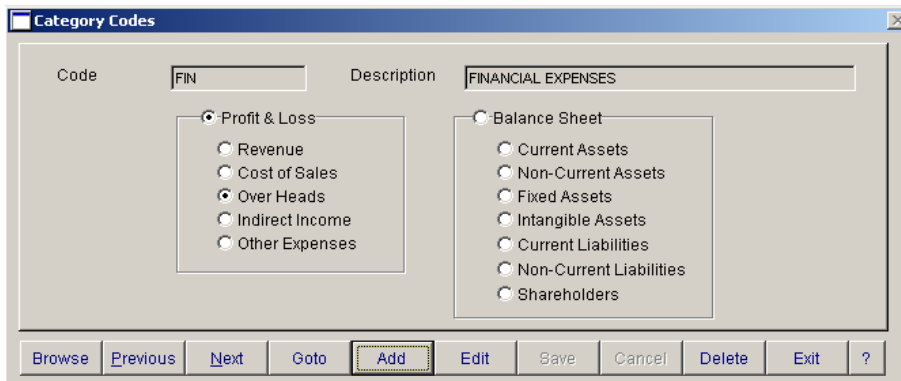 Category Codes
Code FIN Description FINANCIAL EXPENSES
Profit & Loss
Revenue
Cost of Sales
Over Heads
Indirect Income
Other Expenses
Balance Sheet
Current Assets
Non-Current Assets
Fixed Assets
Intangible Assets
Current Liabilities
Non-Current Liabilities
Shareholders
Browse Previous Next Goto Add Edit Save Cancel Delete Exit ?